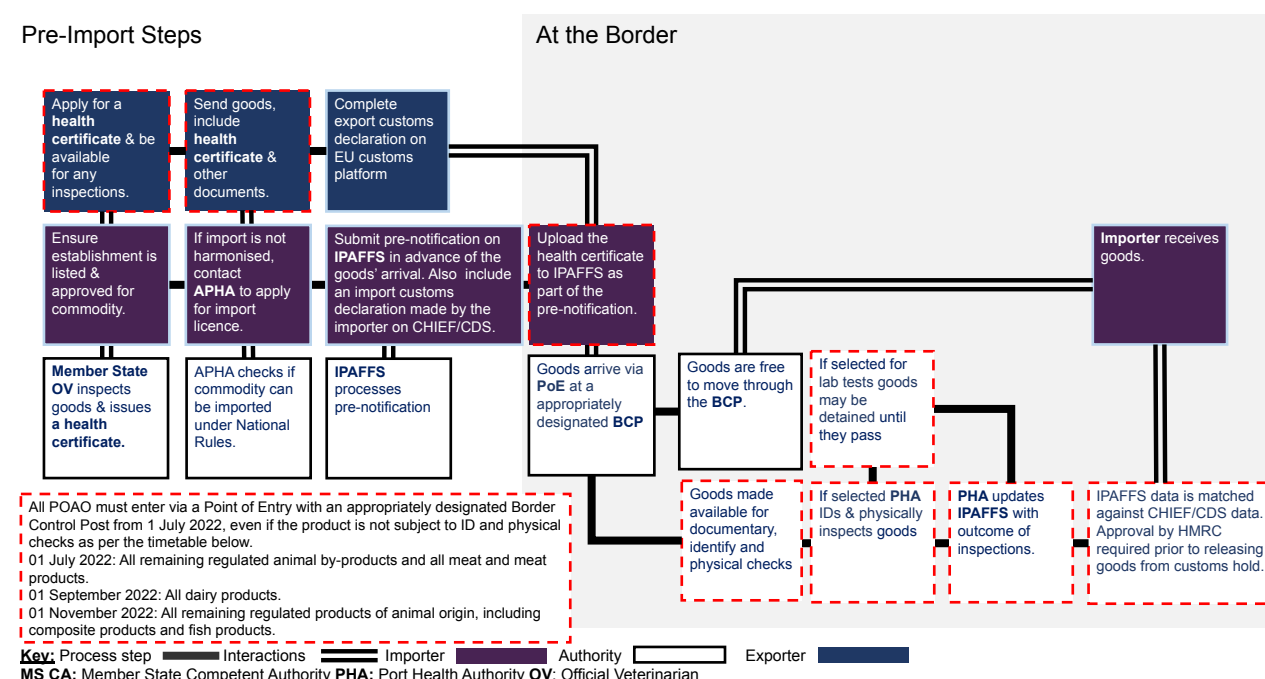 Pre-Import Steps
At the Border
Apply for a
health
certificate & be
available
for any
inspections.
Send goods,
include
health
certificate &
other
documents.
Complete
export customs
declaration on
EU customs
platform
Ensure
establishment is
listed &
approved for
commodity.
If import is not
harmonised,
contact
APHA to apply
for import
licence.
Submit pre-notification on
IPAFFS in advance of the
goods' arrival. Also include
an import customs
declaration made by the
importer on CHIEF/CDS.
Upload the
health certificate
to IPAFFS as
part of the
pre-notification.
Importer receives
goods.
Member State
OV inspects
goods & issues
a health
certificate.
APHA checks if
commodity can
be imported
under National
Rules.
IPAFFS
processes
pre-notification
Goods arrive via
PoE at a
appropriately
designated BCP
Goods are free
to move through
the BCP.
If selected for
lab tests goods
may be
detained until
they pass
Goods made
available for
documentary,
identify and
physical checks
If selected PHA
IDs & physically
inspects goods
PHA updates
IPAFFS with
outcome of
inspections.
IPAFFS data is matched
against CHIEF/CDS data.
Approval by HMRC
required prior to releasing
goods from customs hold.
All POAO must enter via a Point of Entry with an appropriately designated Border
Control Post from 1 July 2022, even if the product is not subject to ID and physical
checks as per the timetable below.
01 July 2022: All remaining regulated animal by-products and all meat and meat
products.
01 September 2022: All dairy products.
01 November 2022: All remaining regulated products of animal origin, including
composite products and fish products.
Key: Process step Interactions Importer Authority Exporter
MS CA: Member State Competent Authority PHA: Port Health Authority OV: Official Veterinarian